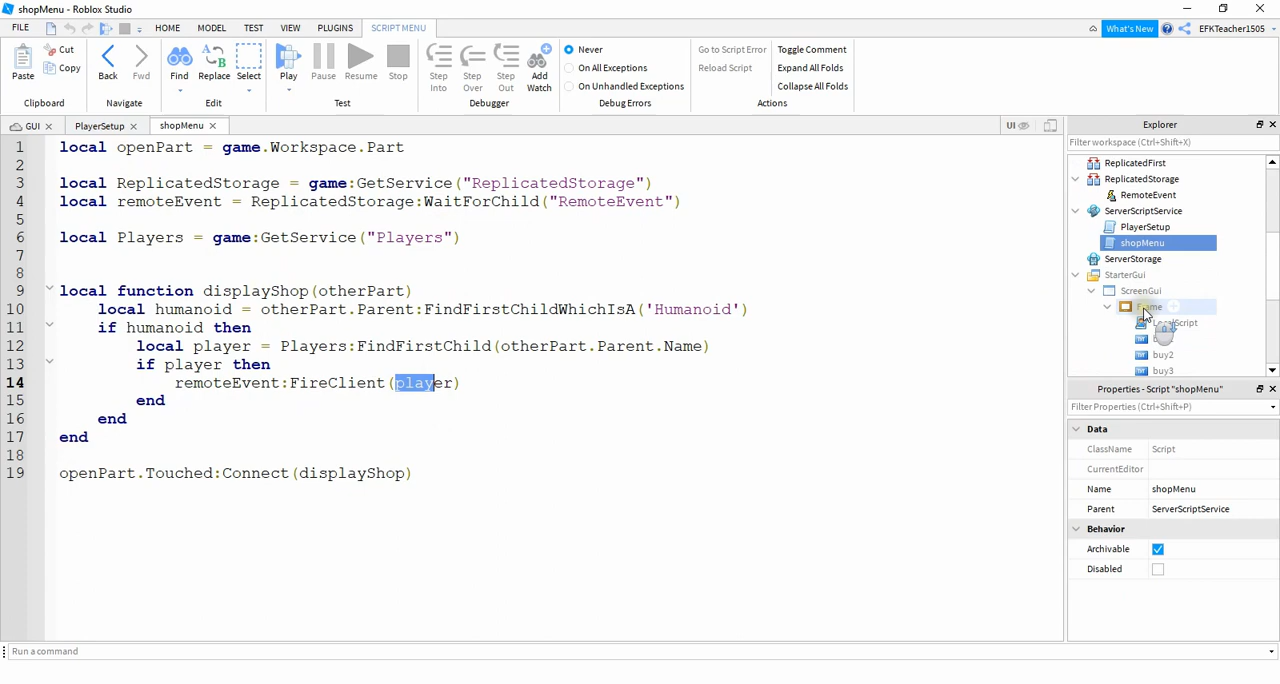 shopMenu - Roblox Studio
FILE HOME MODEL TEST VIEW PLUGINS SCRIPT MENU What's New EFKTeacher1505
Paste Cut Copy Back Fwd Find Replace Select Play Pause Resume Stop Step Into Step Over Step Out Add Watch
Never
On All Exceptions
On Unhandled Exceptions
Go to Script Error
Reload Script
Toggle Comment
Expand All Folds
Collapse All Folds
Clipboard Navigate Edit Test Debugger Debug Errors Actions
GUI PlayerSetup shopMenu UI
1 local openPart = game.Workspace.Part
2
3 local ReplicatedStorage = game:GetService("ReplicatedStorage")
4 local remoteEvent = ReplicatedStorage:WaitForChild("RemoteEvent")
5
6 local Players = game:GetService("Players")
7
8
9 local function displayShop(otherPart)
10 local humanoid = otherPart.Parent:FindFirstChildWhichIsA('Humanoid')
11 if humanoid then
12 local player = Players:FindFirstChild(otherPart.Parent.Name)
13 if player then
14 remoteEvent:FireClient(player)
15 end
16 end
17 end
18
19 openPart.Touched:Connect(displayShop)
Explorer
Filter workspace (Ctrl+Shift+X)
ReplicatedFirst
ReplicatedStorage
RemoteEvent
ServerScriptService
PlayerSetup
shopMenu
ServerStorage
StarterGui
ScreenGui
buy2
buy3
Properties - Script "shopMenu"
Filter Properties (Ctrl+Shift+P)
Data
ClassName Script
CurrentEditor
Name shopMenu
Parent ServerScriptService
Behavior
Archivable
Disabled
Run a command